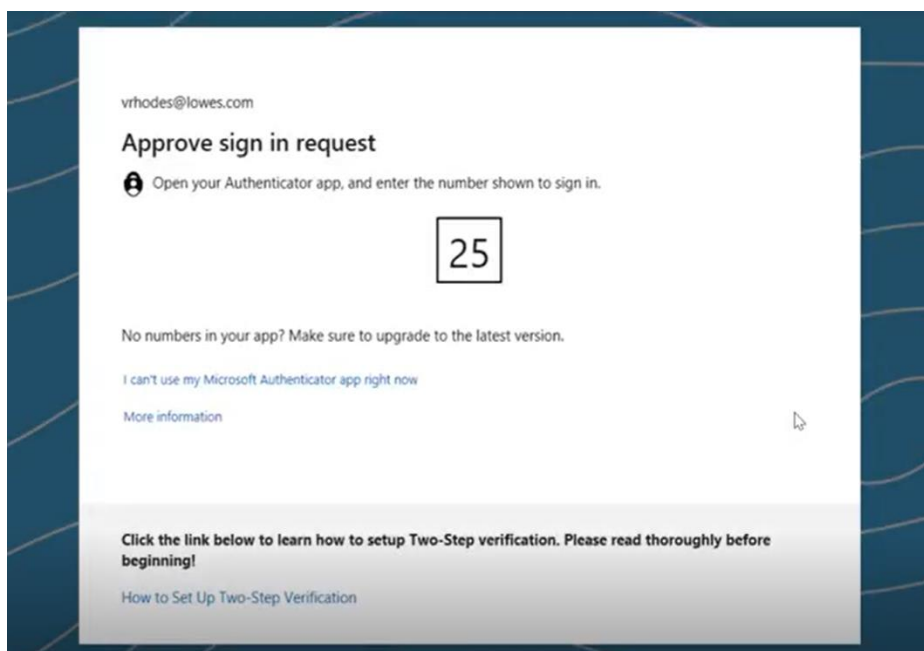 vrhodes@lowes.com
Approve sign in request
Open your Authenticator app, and enter the number shown to sign in.
25
No numbers in your app? Make sure to upgrade to the latest version.
I can't use my Microsoft Authenticator app right now
More information
Click the link below to learn how to setup Two-Step verification. Please read thoroughly before
beginning!
How to Set Up Two-Step Verification